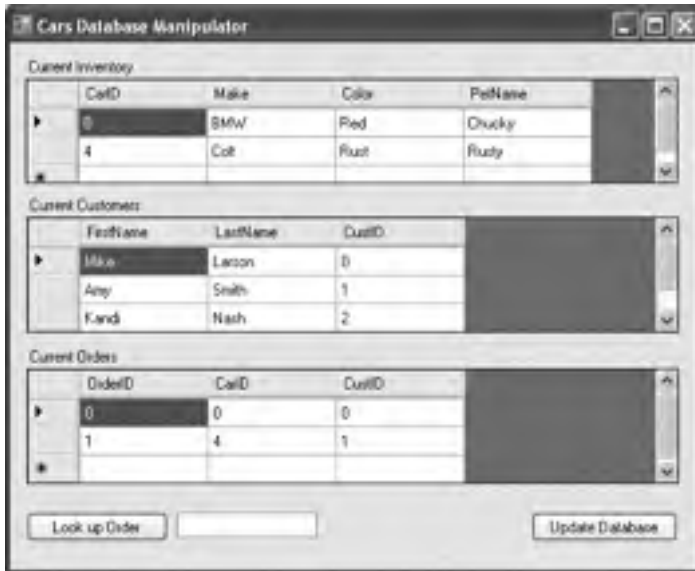 Cars Database Manipulator
Current Inventory
CarID Make Color PetName
0 BMW Red Chucky
4 Colt Rust Rusty
Current Customers
FirstName LastName CustID
Mike Larson 0
Amy Smith 1
Kandi Nash 2
Current Orders
OrderID CarID CustID
0 0 0
1 4 1
Look up Order Update Database